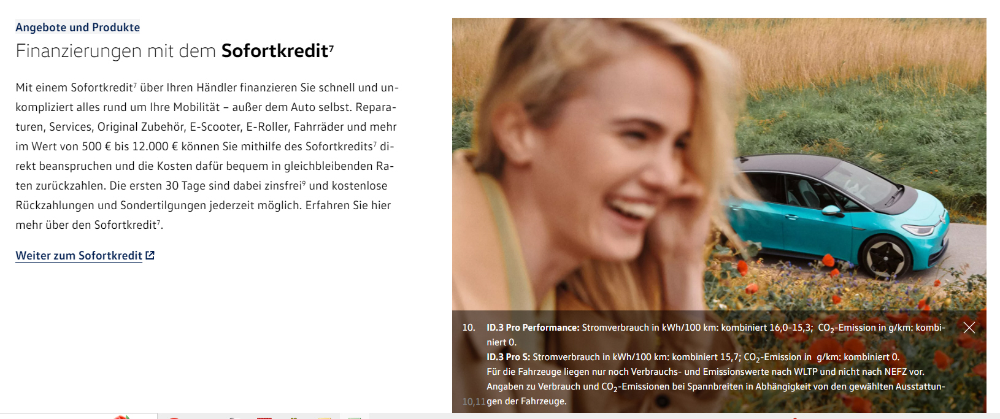 Angebote und Produkte
Finanzierungen mit dem Sofortkredit⁷
Mit einem Sofortkredit⁷ über Ihren Händler finanzieren Sie schnell und un-
kompliziert alles rund um Ihre Mobilität – außer dem Auto selbst. Repara-
turen, Services, Original Zubehör, E-Scooter, E-Roller, Fahrräder und mehr
im Wert von 500 € bis 12.000 € können Sie mithilfe des Sofortkredits⁷ di-
rekt beanspruchen und die Kosten dafür bequem in gleichbleibenden Ra-
ten zurückzahlen. Die ersten 30 Tage sind dabei zinsfrei⁹ und kostenlose
Rückzahlungen und Sondertilgungen jederzeit möglich. Erfahren Sie hier
mehr über den Sofortkredit⁷.
Weiter zum Sofortkredit
10. ID.3 Pro Performance: Stromverbrauch in kWh/100 km: kombiniert 16,0-15,3; CO₂-Emission in g/km: kombi-
niert 0.
ID.3 Pro S: Stromverbrauch in kWh/100 km: kombiniert 15,7; CO₂-Emission in g/km: kombiniert 0.
Für die Fahrzeuge liegen nur noch Verbrauchs- und Emissionswerte nach WLTP und nicht nach NEFZ vor.
Angaben zu Verbrauch und CO₂-Emissionen bei Spannbreiten in Abhängigkeit von den gewählten Ausstattun-
10,11 gen der Fahrzeuge.